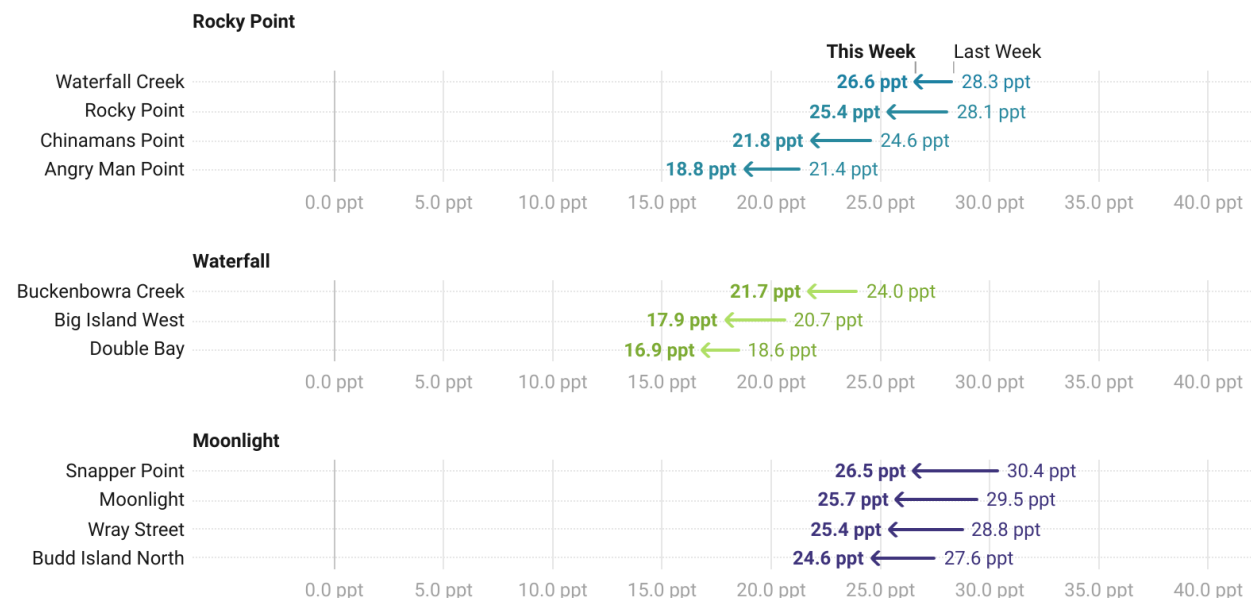 Rocky Point
This Week Last Week
Waterfall Creek 26.6 ppt 28.3 ppt
Rocky Point 25.4 ppt 28.1 ppt
Chinamans Point 21.8 ppt 24.6 ppt
Angry Man Point 18.8 ppt 21.4 ppt
0.0 ppt 5.0 ppt 10.0 ppt 15.0 ppt 20.0 ppt 25.0 ppt 30.0 ppt 35.0 ppt 40.0 ppt
Waterfall
Buckenbowra Creek 21.7 ppt 24.0 ppt
Big Island West 17.9 ppt 20.7 ppt
Double Bay 16.9 ppt 18.6 ppt
0.0 ppt 5.0 ppt 10.0 ppt 15.0 ppt 20.0 ppt 25.0 ppt 30.0 ppt 35.0 ppt 40.0 ppt
Moonlight
Snapper Point 26.5 ppt 30.4 ppt
Moonlight 25.7 ppt 29.5 ppt
Wray Street 25.4 ppt 28.8 ppt
Budd Island North 24.6 ppt 27.6 ppt
0.0 ppt 5.0 ppt 10.0 ppt 15.0 ppt 20.0 ppt 25.0 ppt 30.0 ppt 35.0 ppt 40.0 ppt